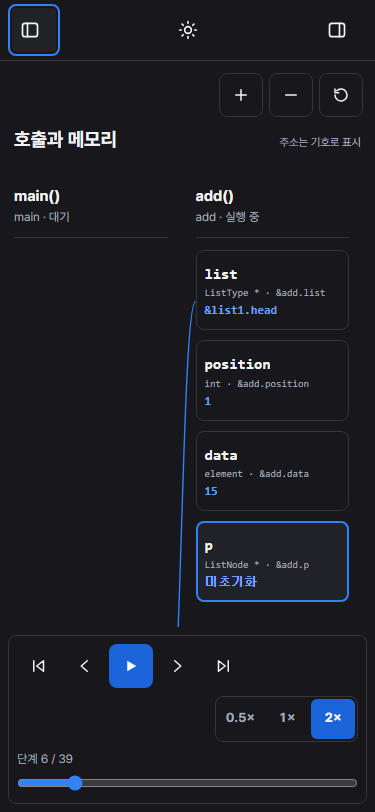 호출과 메모리
주소는 기호로 표시
main()
main · 대기
add()
add · 실행 중
list
ListType * · &add.list
&list1.head
position
int · &add.position
1
data
element · &add.data
15
p
ListNode * · &add.p
미초기화
0.5×
1×
2×
단계 6 / 39